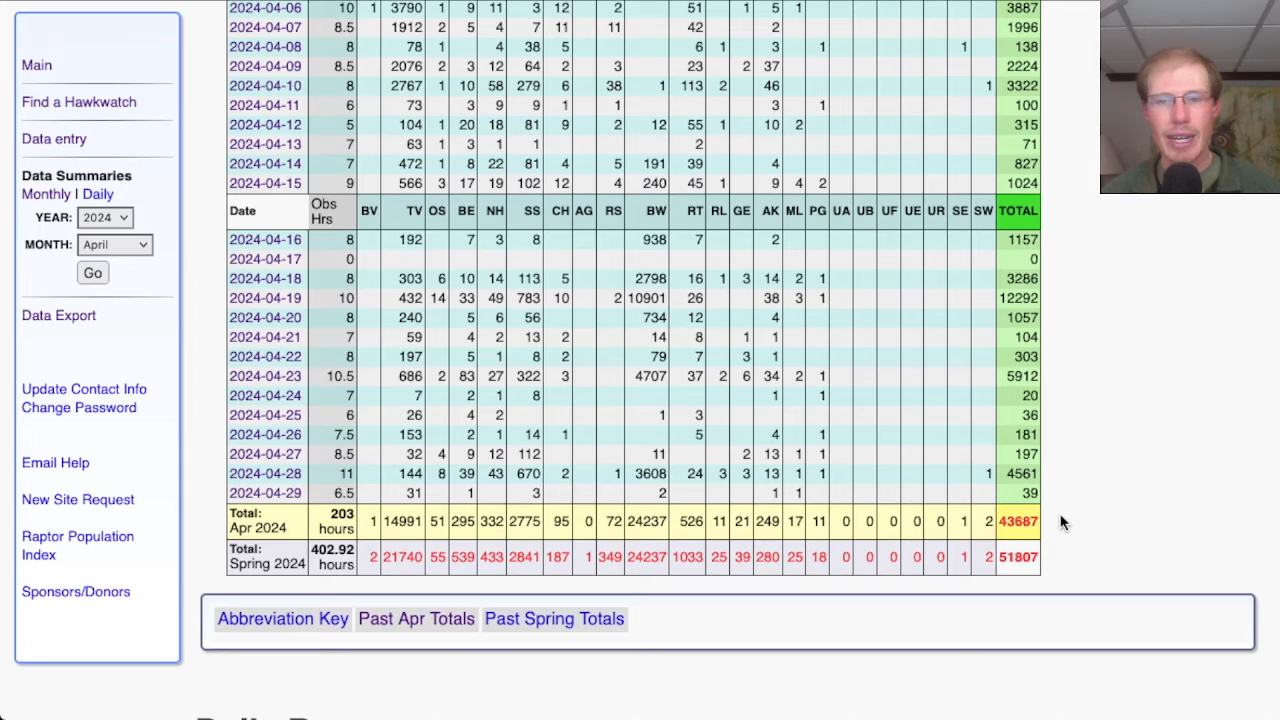 Main
Find a Hawkwatch
Data entry
Data Summaries
Monthly | Daily
YEAR: 2024
MONTH: April
Go
Data Export
Update Contact Info
Change Password
Email Help
New Site Request
Raptor Population
Index
Sponsors/Donors
2024-04-06 10 1 3790 1 9 11 3 12 2 51 1 5 1 3887
2024-04-07 8.5 1912 2 5 4 7 11 11 42 2 1996
2024-04-08 8 78 1 4 38 5 6 1 3 1 1 138
2024-04-09 8.5 2076 2 3 12 64 2 3 23 2 37 2224
2024-04-10 8 2767 1 10 58 279 6 38 1 113 2 46 1 3322
2024-04-11 6 73 3 9 9 1 1 3 1 100
2024-04-12 5 104 1 20 18 81 9 2 12 55 1 10 2 315
2024-04-13 7 63 1 3 1 1 2 71
2024-04-14 7 472 1 8 22 81 4 5 191 39 4 827
2024-04-15 9 566 3 17 19 102 12 4 240 45 1 9 4 2 1024
Date Obs Hrs BV TV OS BE NH SS CH AG RS BW RT RL GE AK ML PG UA UB UF UE UR SE SW TOTAL
2024-04-16 8 192 7 3 8 938 7 2 1157
2024-04-17 0 0
2024-04-18 8 303 6 10 14 113 5 2798 16 1 3 14 2 1 3286
2024-04-19 10 432 14 33 49 783 10 2 10901 26 38 3 1 12292
2024-04-20 8 240 5 6 56 734 12 4 1057
2024-04-21 7 59 4 2 13 2 14 8 1 1 104
2024-04-22 8 197 5 1 8 2 79 7 3 1 303
2024-04-23 10.5 686 2 83 27 322 3 4707 37 2 6 34 2 1 5912
2024-04-24 7 7 2 1 8 1 1 20
2024-04-25 6 26 4 2 1 3 36
2024-04-26 7.5 153 2 1 14 1 5 4 1 181
2024-04-27 8.5 32 4 9 12 112 11 2 13 1 1 197
2024-04-28 11 144 8 39 43 670 2 1 3608 24 3 3 13 1 1 1 4561
2024-04-29 6.5 31 1 3 2 1 1 39
Total: Apr 2024 203 hours 1 14991 51 295 332 2775 95 0 72 24237 526 11 21 249 17 11 0 0 0 0 0 1 2 43687
Total: Spring 2024 402.92 hours 2 21740 55 539 433 2841 187 1 349 24237 1033 25 39 280 25 18 0 0 0 0 0 1 2 51807
Abbreviation Key Past Apr Totals Past Spring Totals